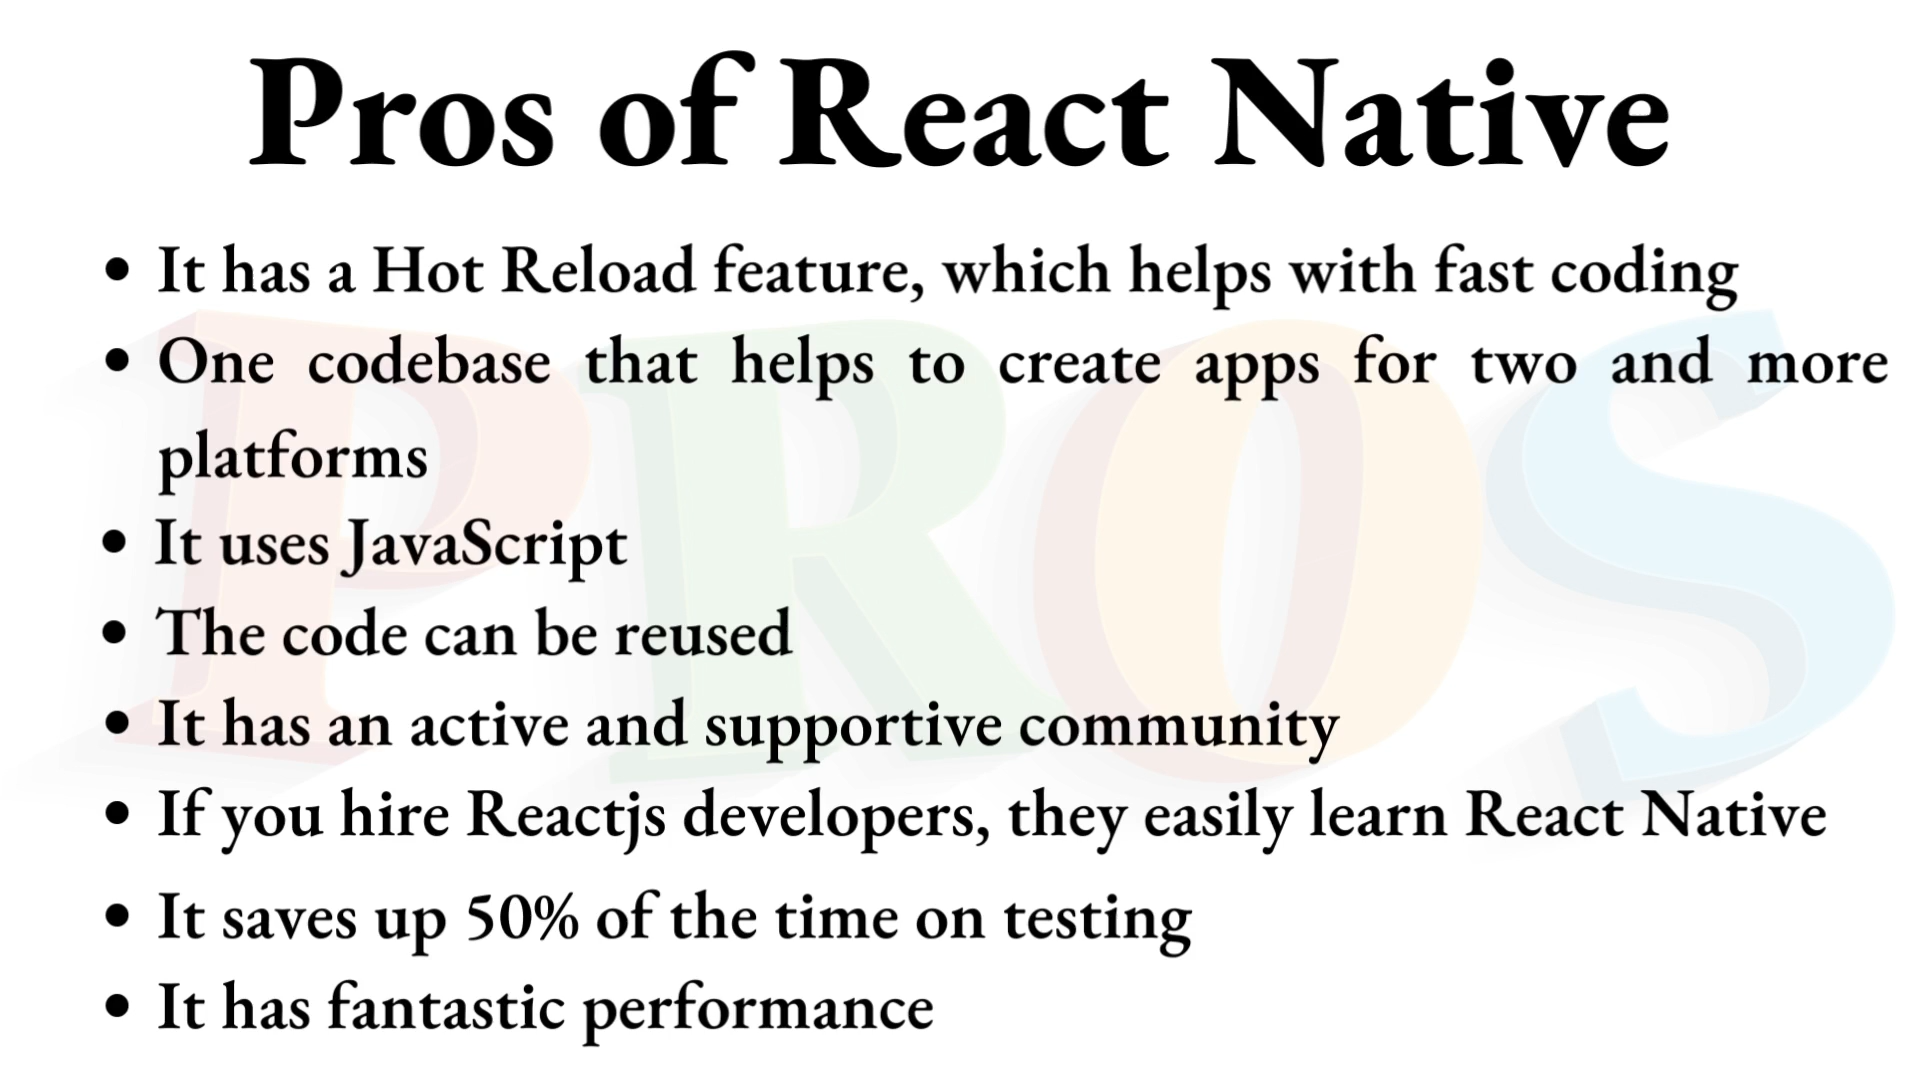 Pros of React Native
• It has a Hot Reload feature, which helps with fast coding
• One codebase that helps to create apps for two and more
platforms
• It uses JavaScript
• The code can be reused
• It has an active and supportive community
• If you hire Reactjs developers, they easily learn React Native
• It saves up 50% of the time on testing
• It has fantastic performance
PROS